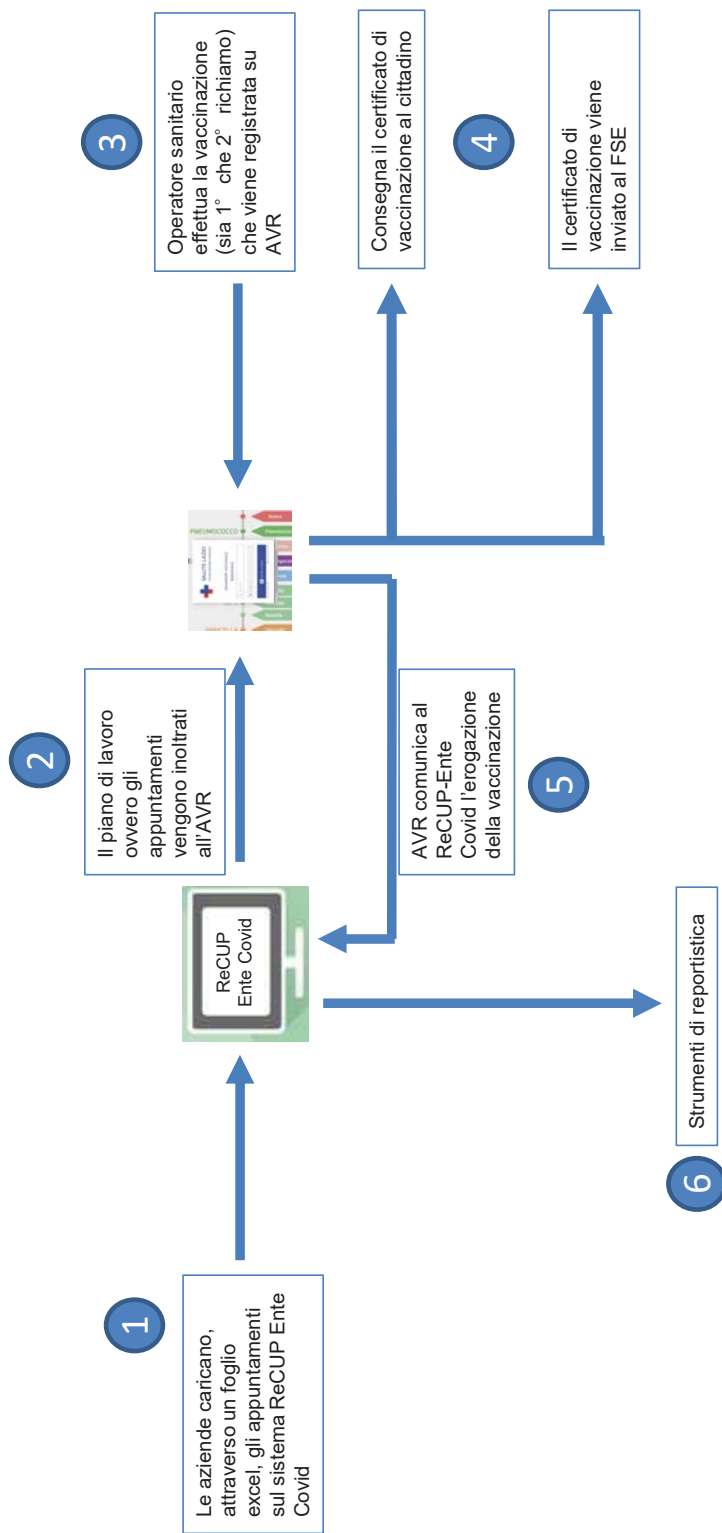 1
Le aziende caricano,
attraverso un foglio
excel, gli appuntamenti
sul sistema ReCUP Ente
Covid
ReCUP
Ente Covid
2
Il piano di lavoro
ovvero gli
appuntamenti
vengono inoltrati
all'AVR
PNEUMOCOCCO
SALUTE LAZIO
3
Operatore sanitario
effettua la vaccinazione
(sia 1° che 2° richiamo)
che viene registrata su
AVR
Consegna il certificato di
vaccinazione al cittadino
4
Il certificato di
vaccinazione viene
inviato al FSE
AVR comunica al
ReCUP-Ente
Covid l'erogazione
della vaccinazione
5
6
Strumenti di reportistica